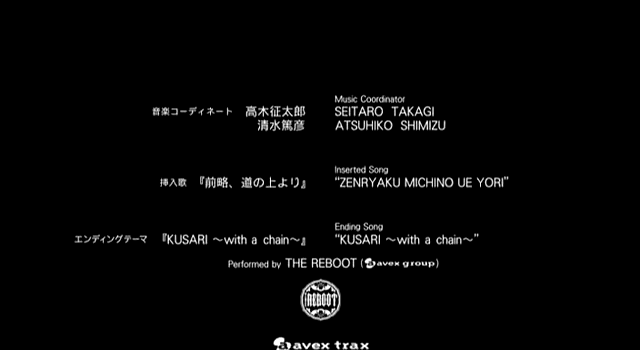 Music Coordinator
音楽コーディネート 高木征太郎 SEITARO TAKAGI
清水篤彦 ATSUHIKO SHIMIZU
Inserted Song
挿入歌 『前略、道の上より』 “ZENRYAKU MICHINO UE YORI”
Ending Song
エンディングテーマ 『KUSARI ～with a chain～』 “KUSARI ～with a chain～”
Performed by THE REBOOT (avex group)
REBOOT
avex trax